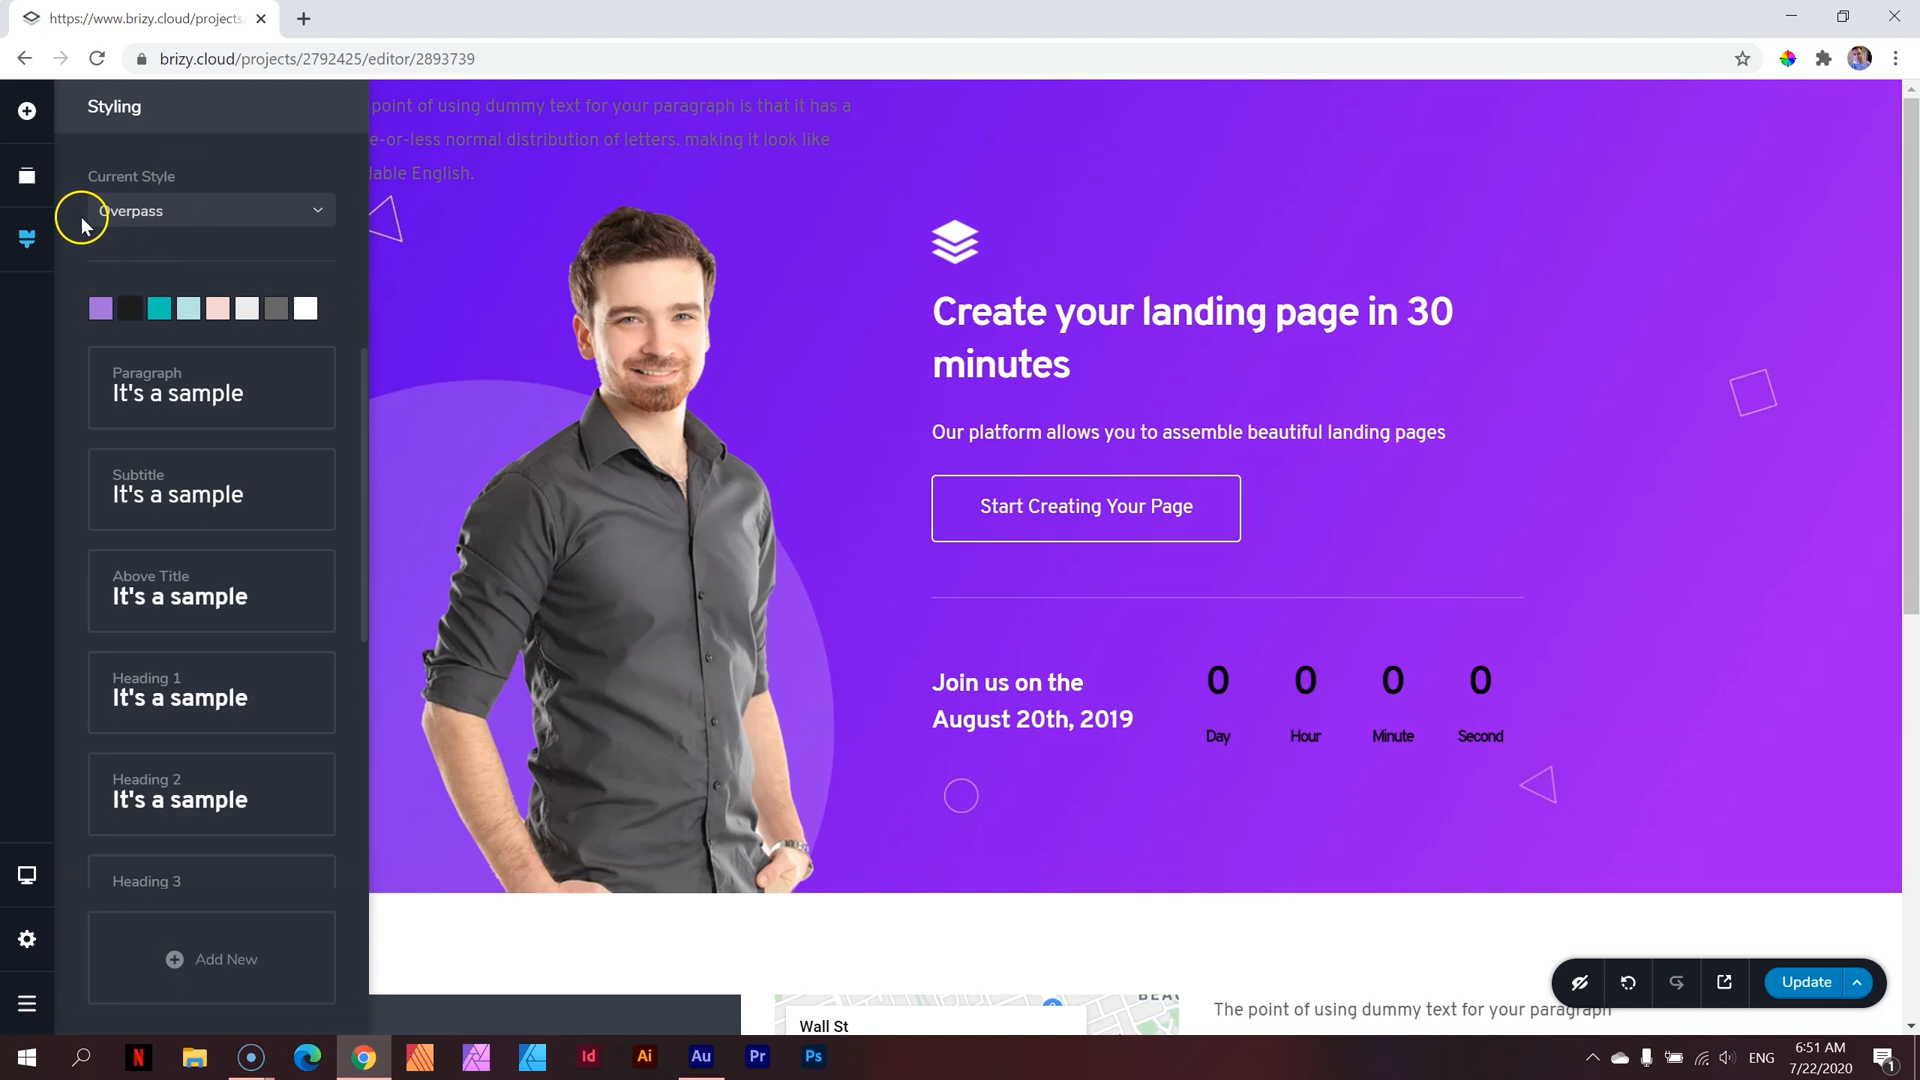 https://www.brizy.cloud/projects
brizy.cloud/projects/2792425/editor/2893739
Styling
Current Style
Overpass
Paragraph
It's a sample
Subtitle
It's a sample
Above Title
It's a sample
Heading 1
It's a sample
Heading 2
It's a sample
Heading 3
Add New
point of using dummy text for your paragraph is that it has a
e-or-less normal distribution of letters. making it look like
dable English.
Create your landing page in 30
minutes
Our platform allows you to assemble beautiful landing pages
Start Creating Your Page
Join us on the
August 20th, 2019
0 0 0 0
Day Hour Minute Second
BEA
Wall St
The point of using dummy text for your paragraph
Update
N
Id
Ai
Au
Pr
Ps
ENG
6:51 AM
7/22/2020
1